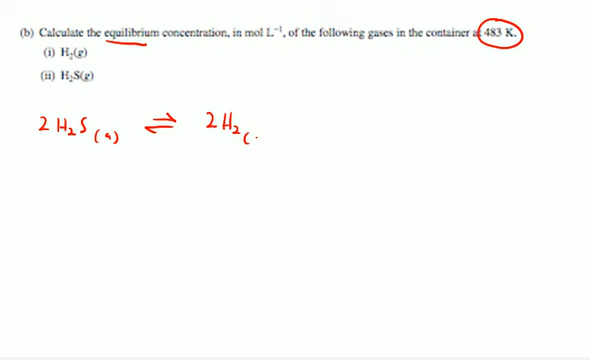 (b) Calculate the equilibrium concentration, in mol L⁻¹, of the following gases in the container at 483 K.
(i) H₂(g)
(ii) H₂S(g)
2 H₂S (g) ⇌ 2 H₂ (